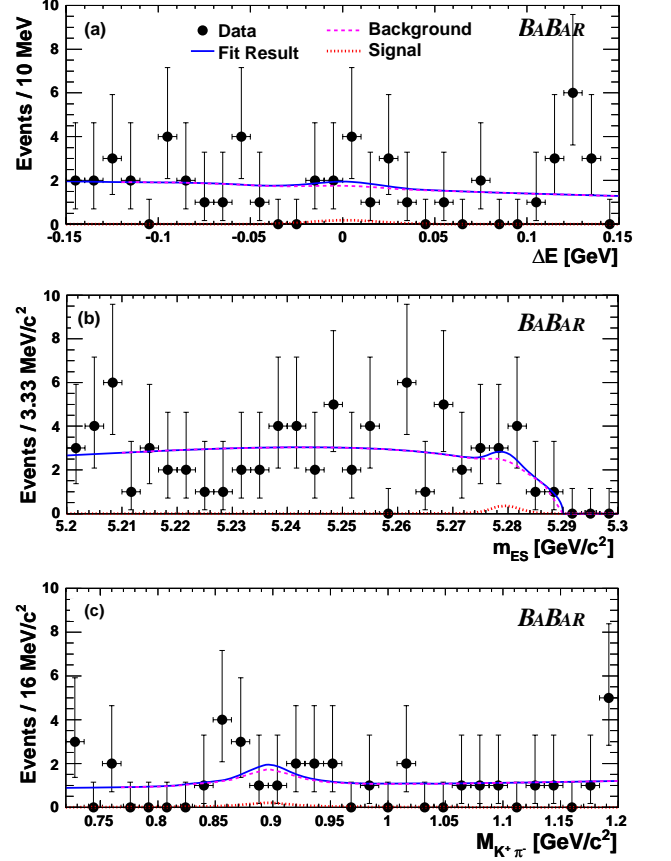 (a)
Data
Fit Result
Background
Signal
BABAR
Events / 10 MeV
10
8
6
4
2
0
-0.15 -0.1 -0.05 0 0.05 0.1 0.15
ΔE [GeV]
(b)
BABAR
Events / 3.33 MeV/c²
10
8
6
4
2
0
5.2 5.21 5.22 5.23 5.24 5.25 5.26 5.27 5.28 5.29 5.3
m_ES [GeV/c²]
(c)
BABAR
Events / 16 MeV/c²
10
8
6
4
2
0
0.75 0.8 0.85 0.9 0.95 1 1.05 1.1 1.15 1.2
M_K⁺π⁻ [GeV/c²]